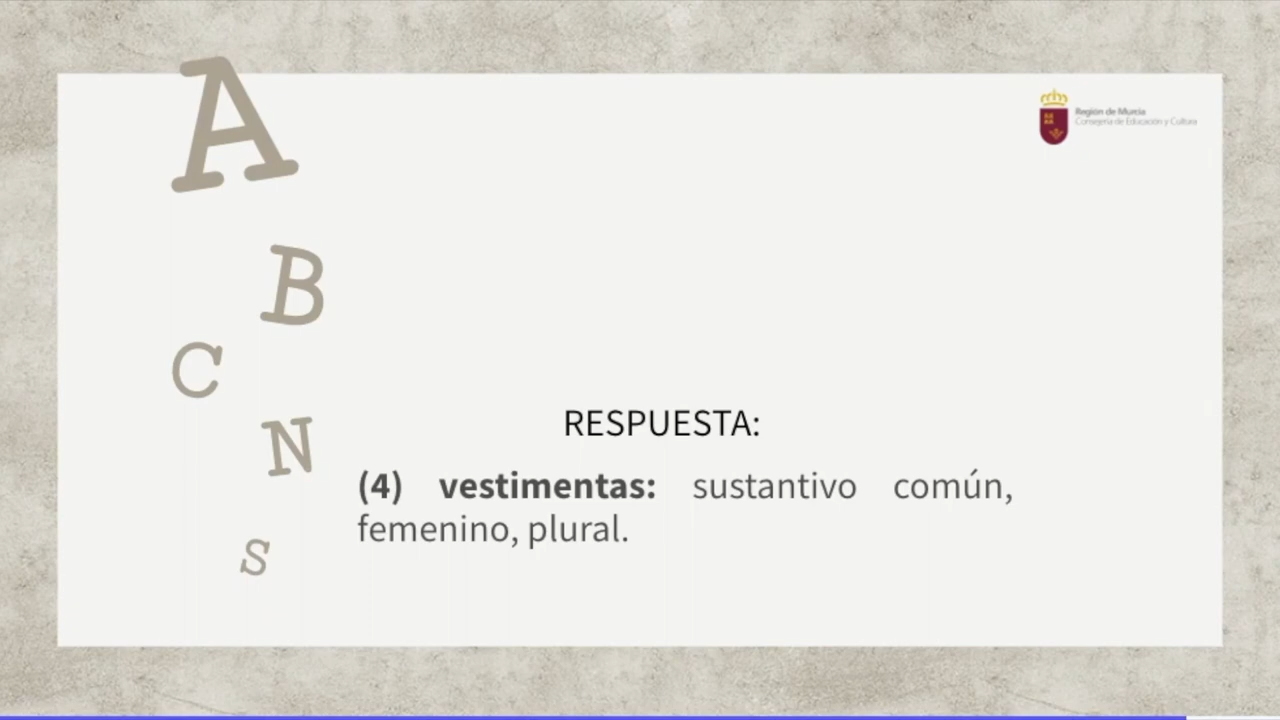 A
Región de Murcia
Consejería de Educación y Cultura
B
C
N
RESPUESTA:
(4) vestimentas: sustantivo común,
femenino, plural.
S